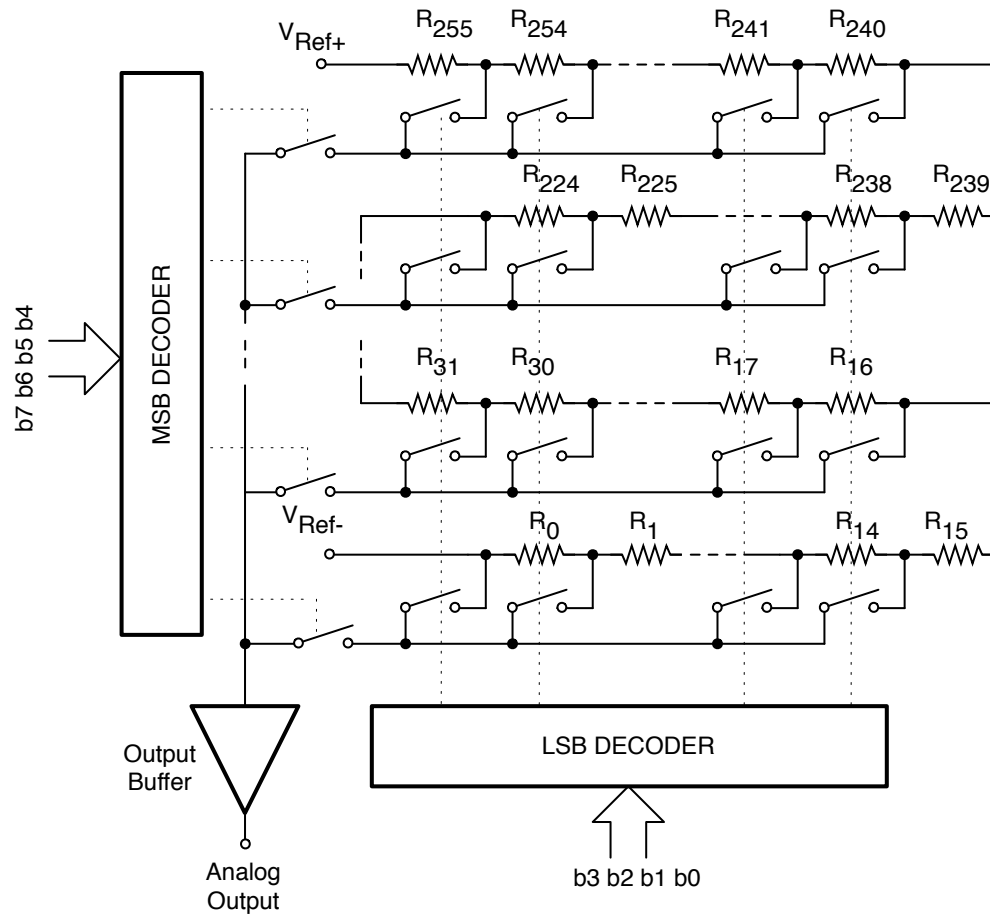 R255 R254 R241 R240
VRef+
R224 R225 R238 R239
MSB DECODER
b7 b6 b5 b4
R31 R30 R17 R16
VRef-
R0 R1 R14 R15
LSB DECODER
Output
Buffer
b3 b2 b1 b0
Analog
Output